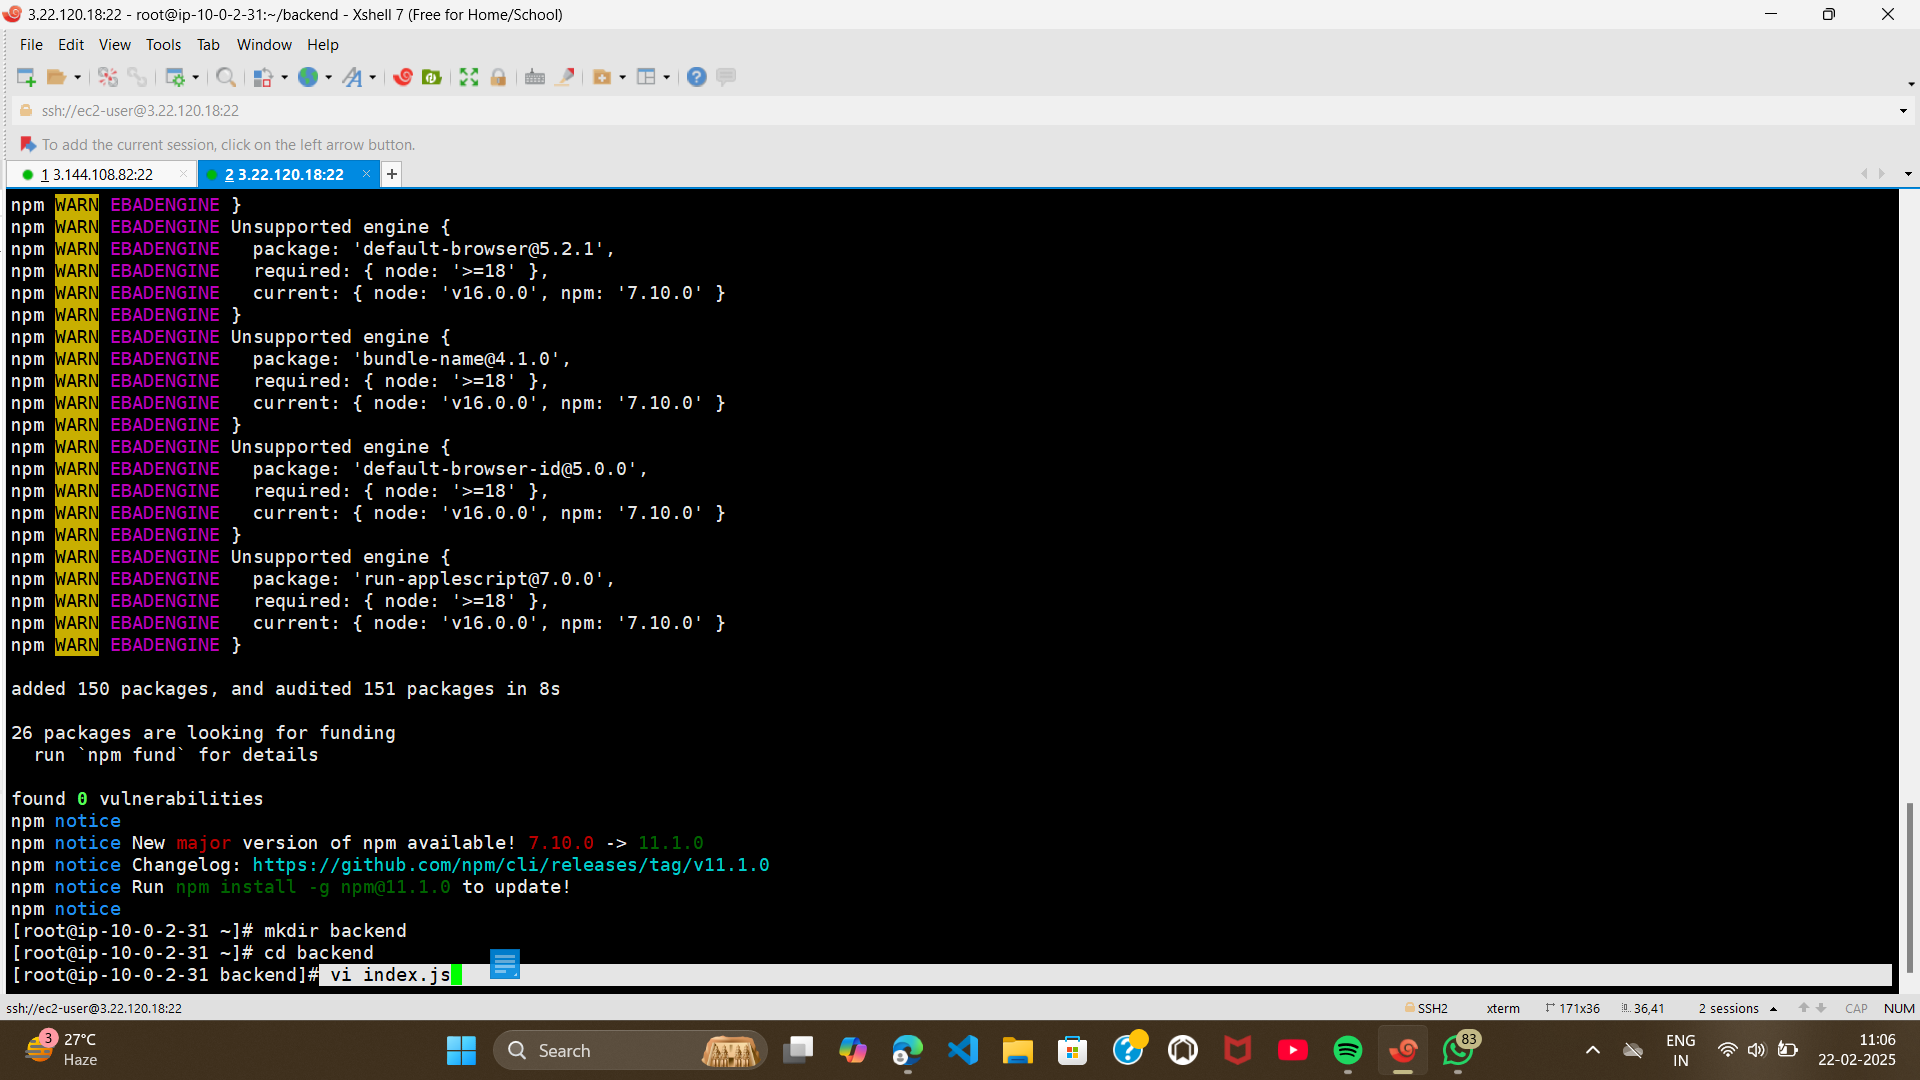 3.22.120.18:22 - root@ip-10-0-2-31:~/backend - Xshell 7 (Free for Home/School)
File Edit View Tools Tab Window Help
ssh://ec2-user@3.22.120.18:22
To add the current session, click on the left arrow button.
1 3.144.108.82:22 2 3.22.120.18:22
npm WARN EBADENGINE }
npm WARN EBADENGINE Unsupported engine {
npm WARN EBADENGINE   package: 'default-browser@5.2.1',
npm WARN EBADENGINE   required: { node: '>=18' },
npm WARN EBADENGINE   current: { node: 'v16.0.0', npm: '7.10.0' }
npm WARN EBADENGINE }
npm WARN EBADENGINE Unsupported engine {
npm WARN EBADENGINE   package: 'bundle-name@4.1.0',
npm WARN EBADENGINE   required: { node: '>=18' },
npm WARN EBADENGINE   current: { node: 'v16.0.0', npm: '7.10.0' }
npm WARN EBADENGINE }
npm WARN EBADENGINE Unsupported engine {
npm WARN EBADENGINE   package: 'default-browser-id@5.0.0',
npm WARN EBADENGINE   required: { node: '>=18' },
npm WARN EBADENGINE   current: { node: 'v16.0.0', npm: '7.10.0' }
npm WARN EBADENGINE }
npm WARN EBADENGINE Unsupported engine {
npm WARN EBADENGINE   package: 'run-applescript@7.0.0',
npm WARN EBADENGINE   required: { node: '>=18' },
npm WARN EBADENGINE   current: { node: 'v16.0.0', npm: '7.10.0' }
npm WARN EBADENGINE }
added 150 packages, and audited 151 packages in 8s
26 packages are looking for funding
  run `npm fund` for details
found 0 vulnerabilities
npm notice
npm notice New major version of npm available! 7.10.0 -> 11.1.0
npm notice Changelog: https://github.com/npm/cli/releases/tag/v11.1.0
npm notice Run npm install -g npm@11.1.0 to update!
npm notice
[root@ip-10-0-2-31 ~]# mkdir backend
[root@ip-10-0-2-31 ~]# cd backend
[root@ip-10-0-2-31 backend]# vi index.js
ssh://ec2-user@3.22.120.18:22 SSH2 xterm 171x36 36,41 2 sessions CAP NUM
3 27°C
Haze
Search
83
ENG
IN
11:06
22-02-2025